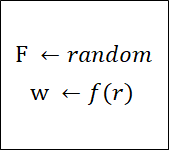 F ← random
w ← f(r)